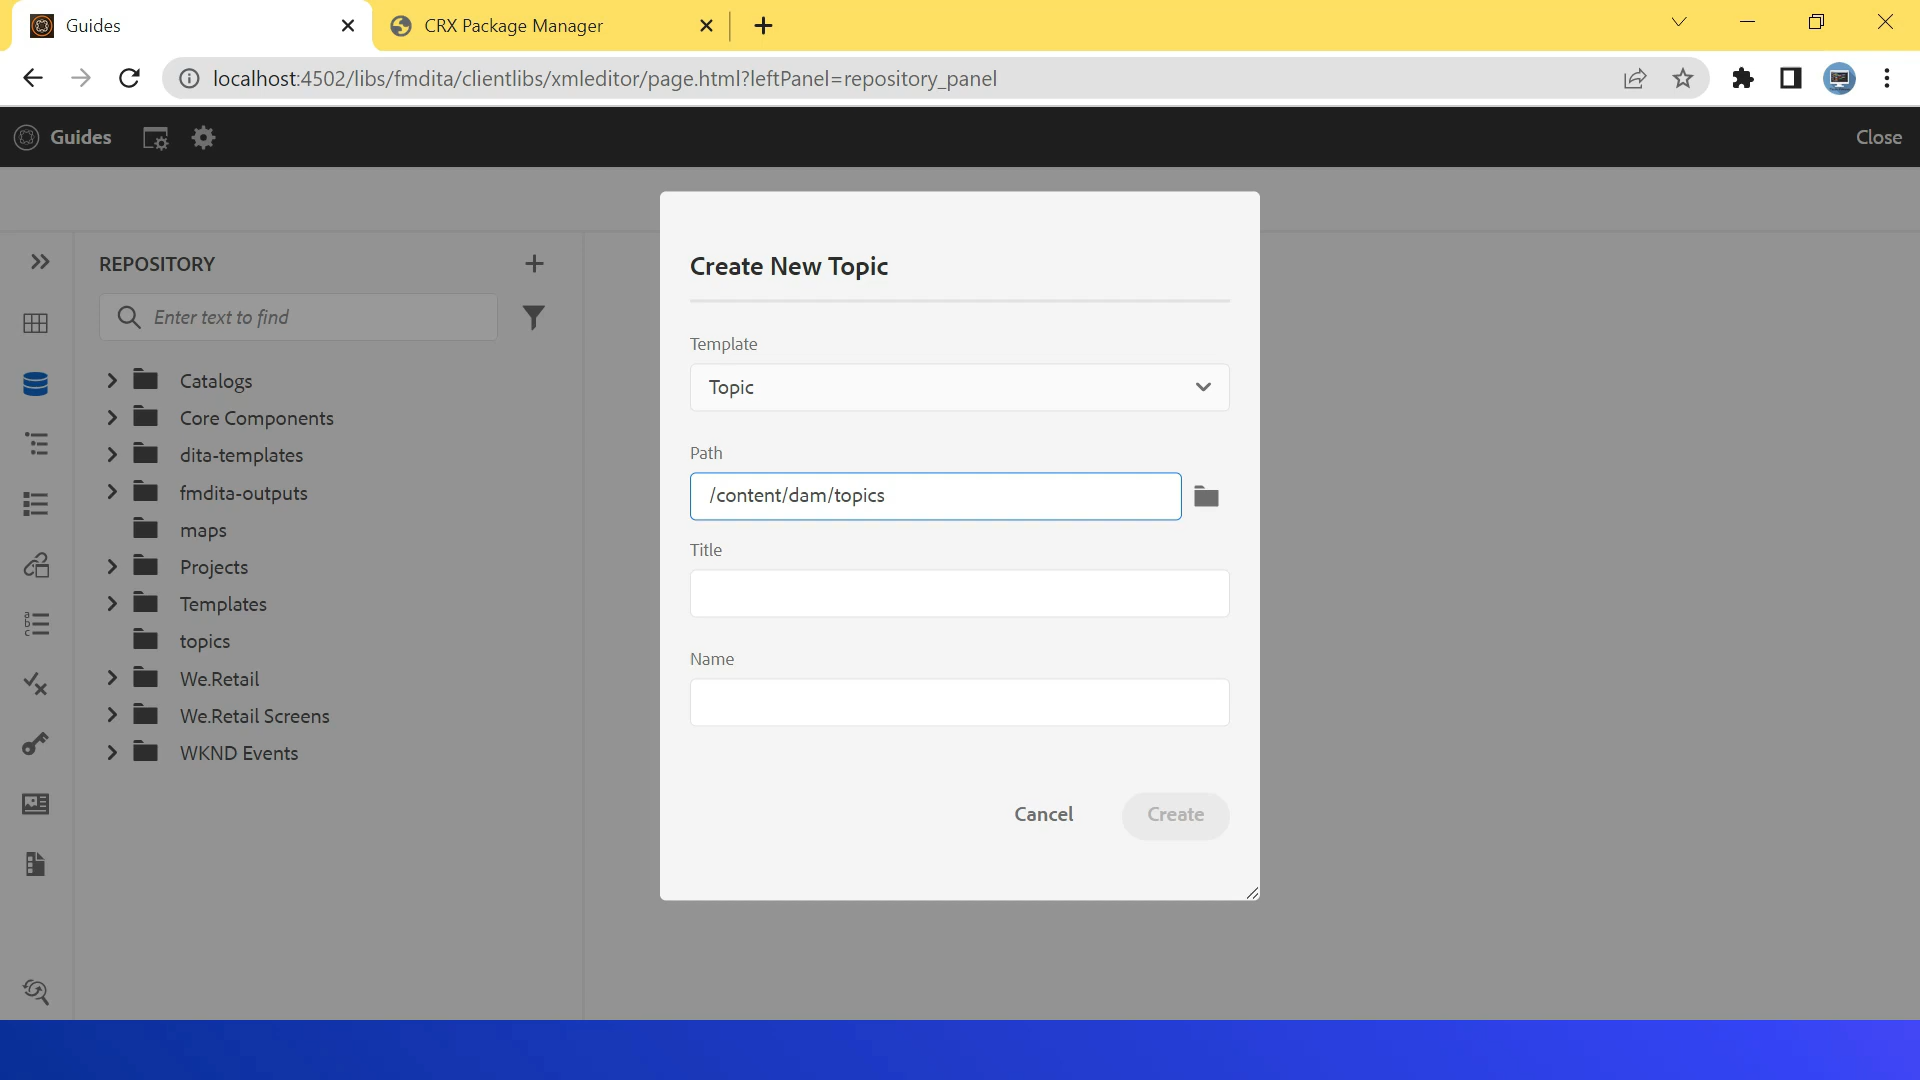 Guides
CRX Package Manager
localhost:4502/libs/fmdita/clientlibs/xmleditor/page.html?leftPanel=repository_panel
Guides
Close
REPOSITORY
Enter text to find
Catalogs
Core Components
dita-templates
fmdita-outputs
maps
Projects
Templates
topics
We.Retail
We.Retail Screens
WKND Events
Create New Topic
Template
Topic
Path
/content/dam/topics
Title
Name
Cancel
Create